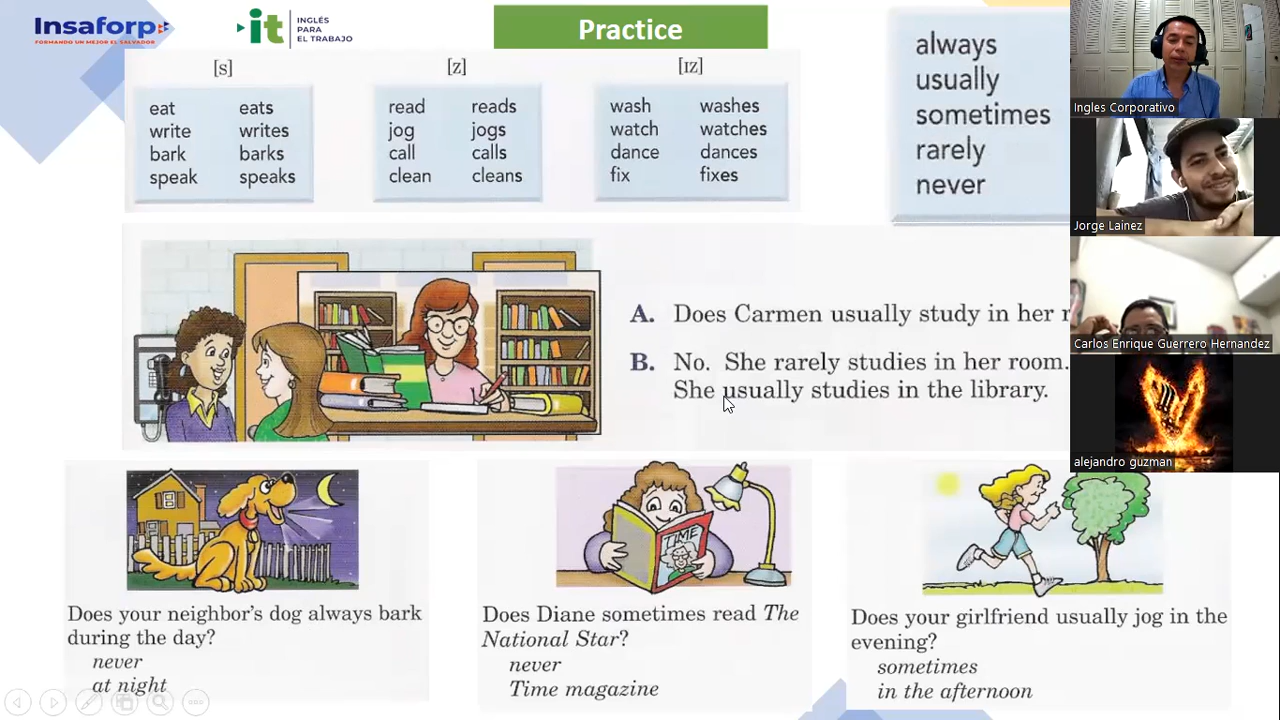 Insaforp
FORMANDO UN MEJOR EL SALVADOR
it
INGLÉS
PARA
EL TRABAJO
Practice
[s]
eat eats
write writes
bark barks
speak speaks
[z]
read reads
jog jogs
call calls
clean cleans
[ɪz]
wash washes
watch watches
dance dances
fix fixes
always
usually
sometimes
rarely
never
A. Does Carmen usually study in her r
B. No. She rarely studies in her room.
She usually studies in the library.
TIME
Does your neighbor's dog always bark
during the day?
never
at night
Does Diane sometimes read The
National Star?
never
Time magazine
Does your girlfriend usually jog in the
evening?
sometimes
in the afternoon
Ingles Corporativo
Jorge Lainez
Carlos Enrique Guerrero Hernandez
alejandro guzman